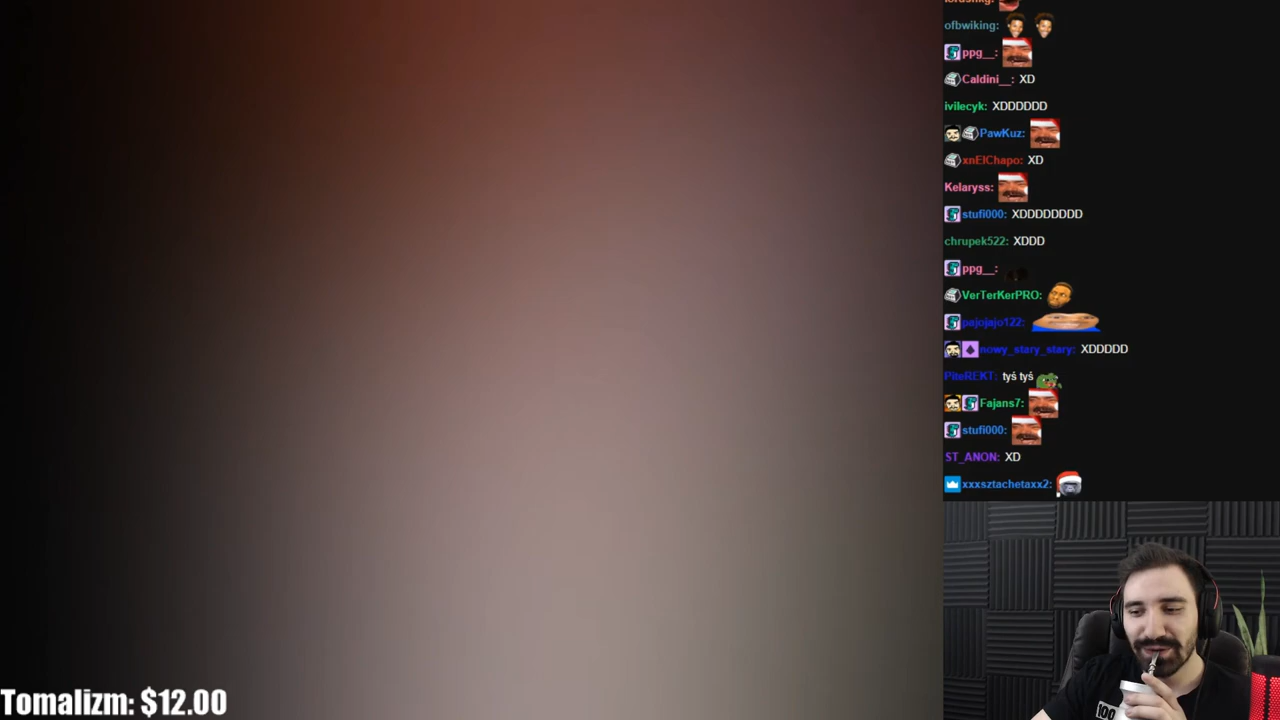 ofbwiking:
ppg__:
Caldini__: XD
ivilecyk: XDDDDDD
PawKuz:
xnElChapo: XD
Kelaryss:
stufi000: XDDDDDDDD
chrupek522: XDDD
ppg__:
VerTerKerPRO:
pajojajo122:
nowy_stary_stary: XDDDDD
PiteREKT: tyś tyś
Fajans7:
stufi000:
ST_ANON: XD
xxxsztachetaxx2:
Tomalizm: $12.00